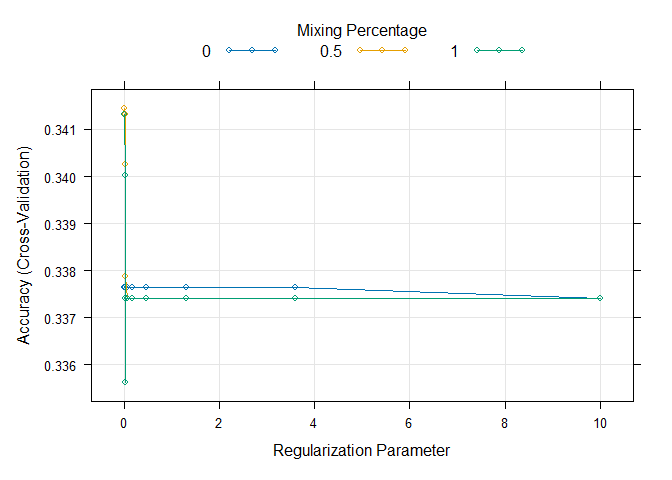 Mixing Percentage
0 0.5 1
Accuracy (Cross-Validation)
0.341
0.340
0.339
0.338
0.337
0.336
0 2 4 6 8 10
Regularization Parameter